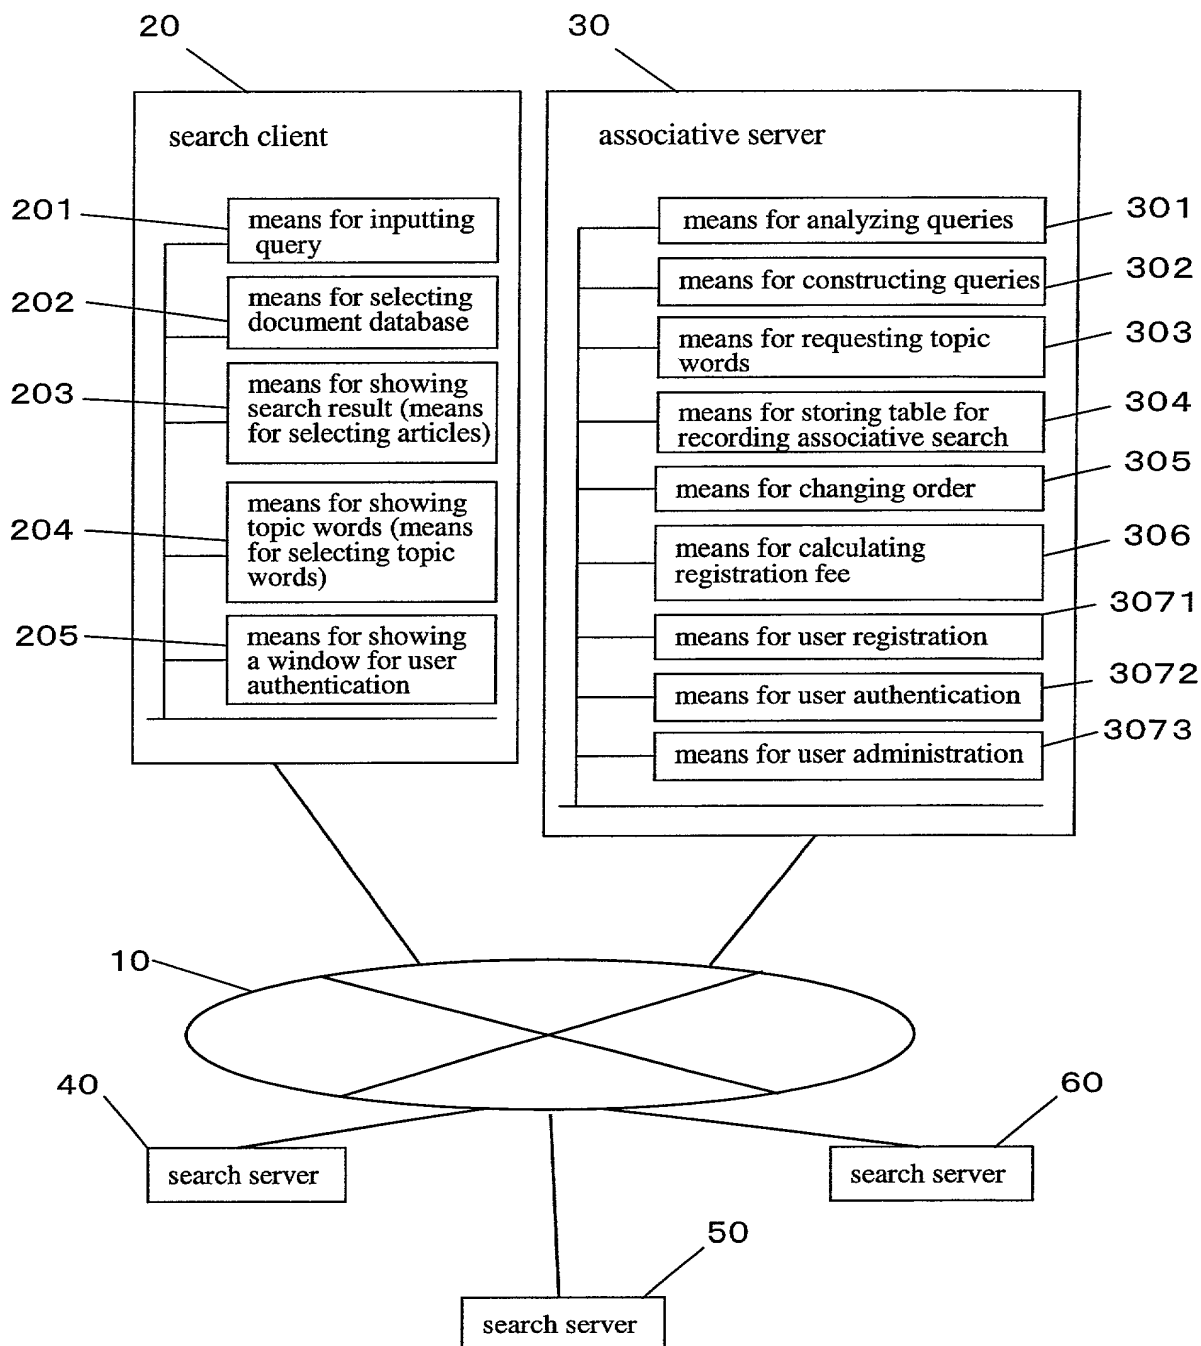 20
30
search client
associative server
201
means for inputting
query
202
means for selecting
document database
203
means for showing
search result (means
for selecting articles)
204
means for showing
topic words (means
for selecting topic
words)
205
means for showing
a window for user
authentication
means for analyzing queries
301
means for constructing queries
302
means for requesting topic
words
303
means for storing table for
recording associative search
304
means for changing order
305
means for calculating
registration fee
306
means for user registration
3071
means for user authentication
3072
means for user administration
3073
10
40
search server
60
search server
50
search server